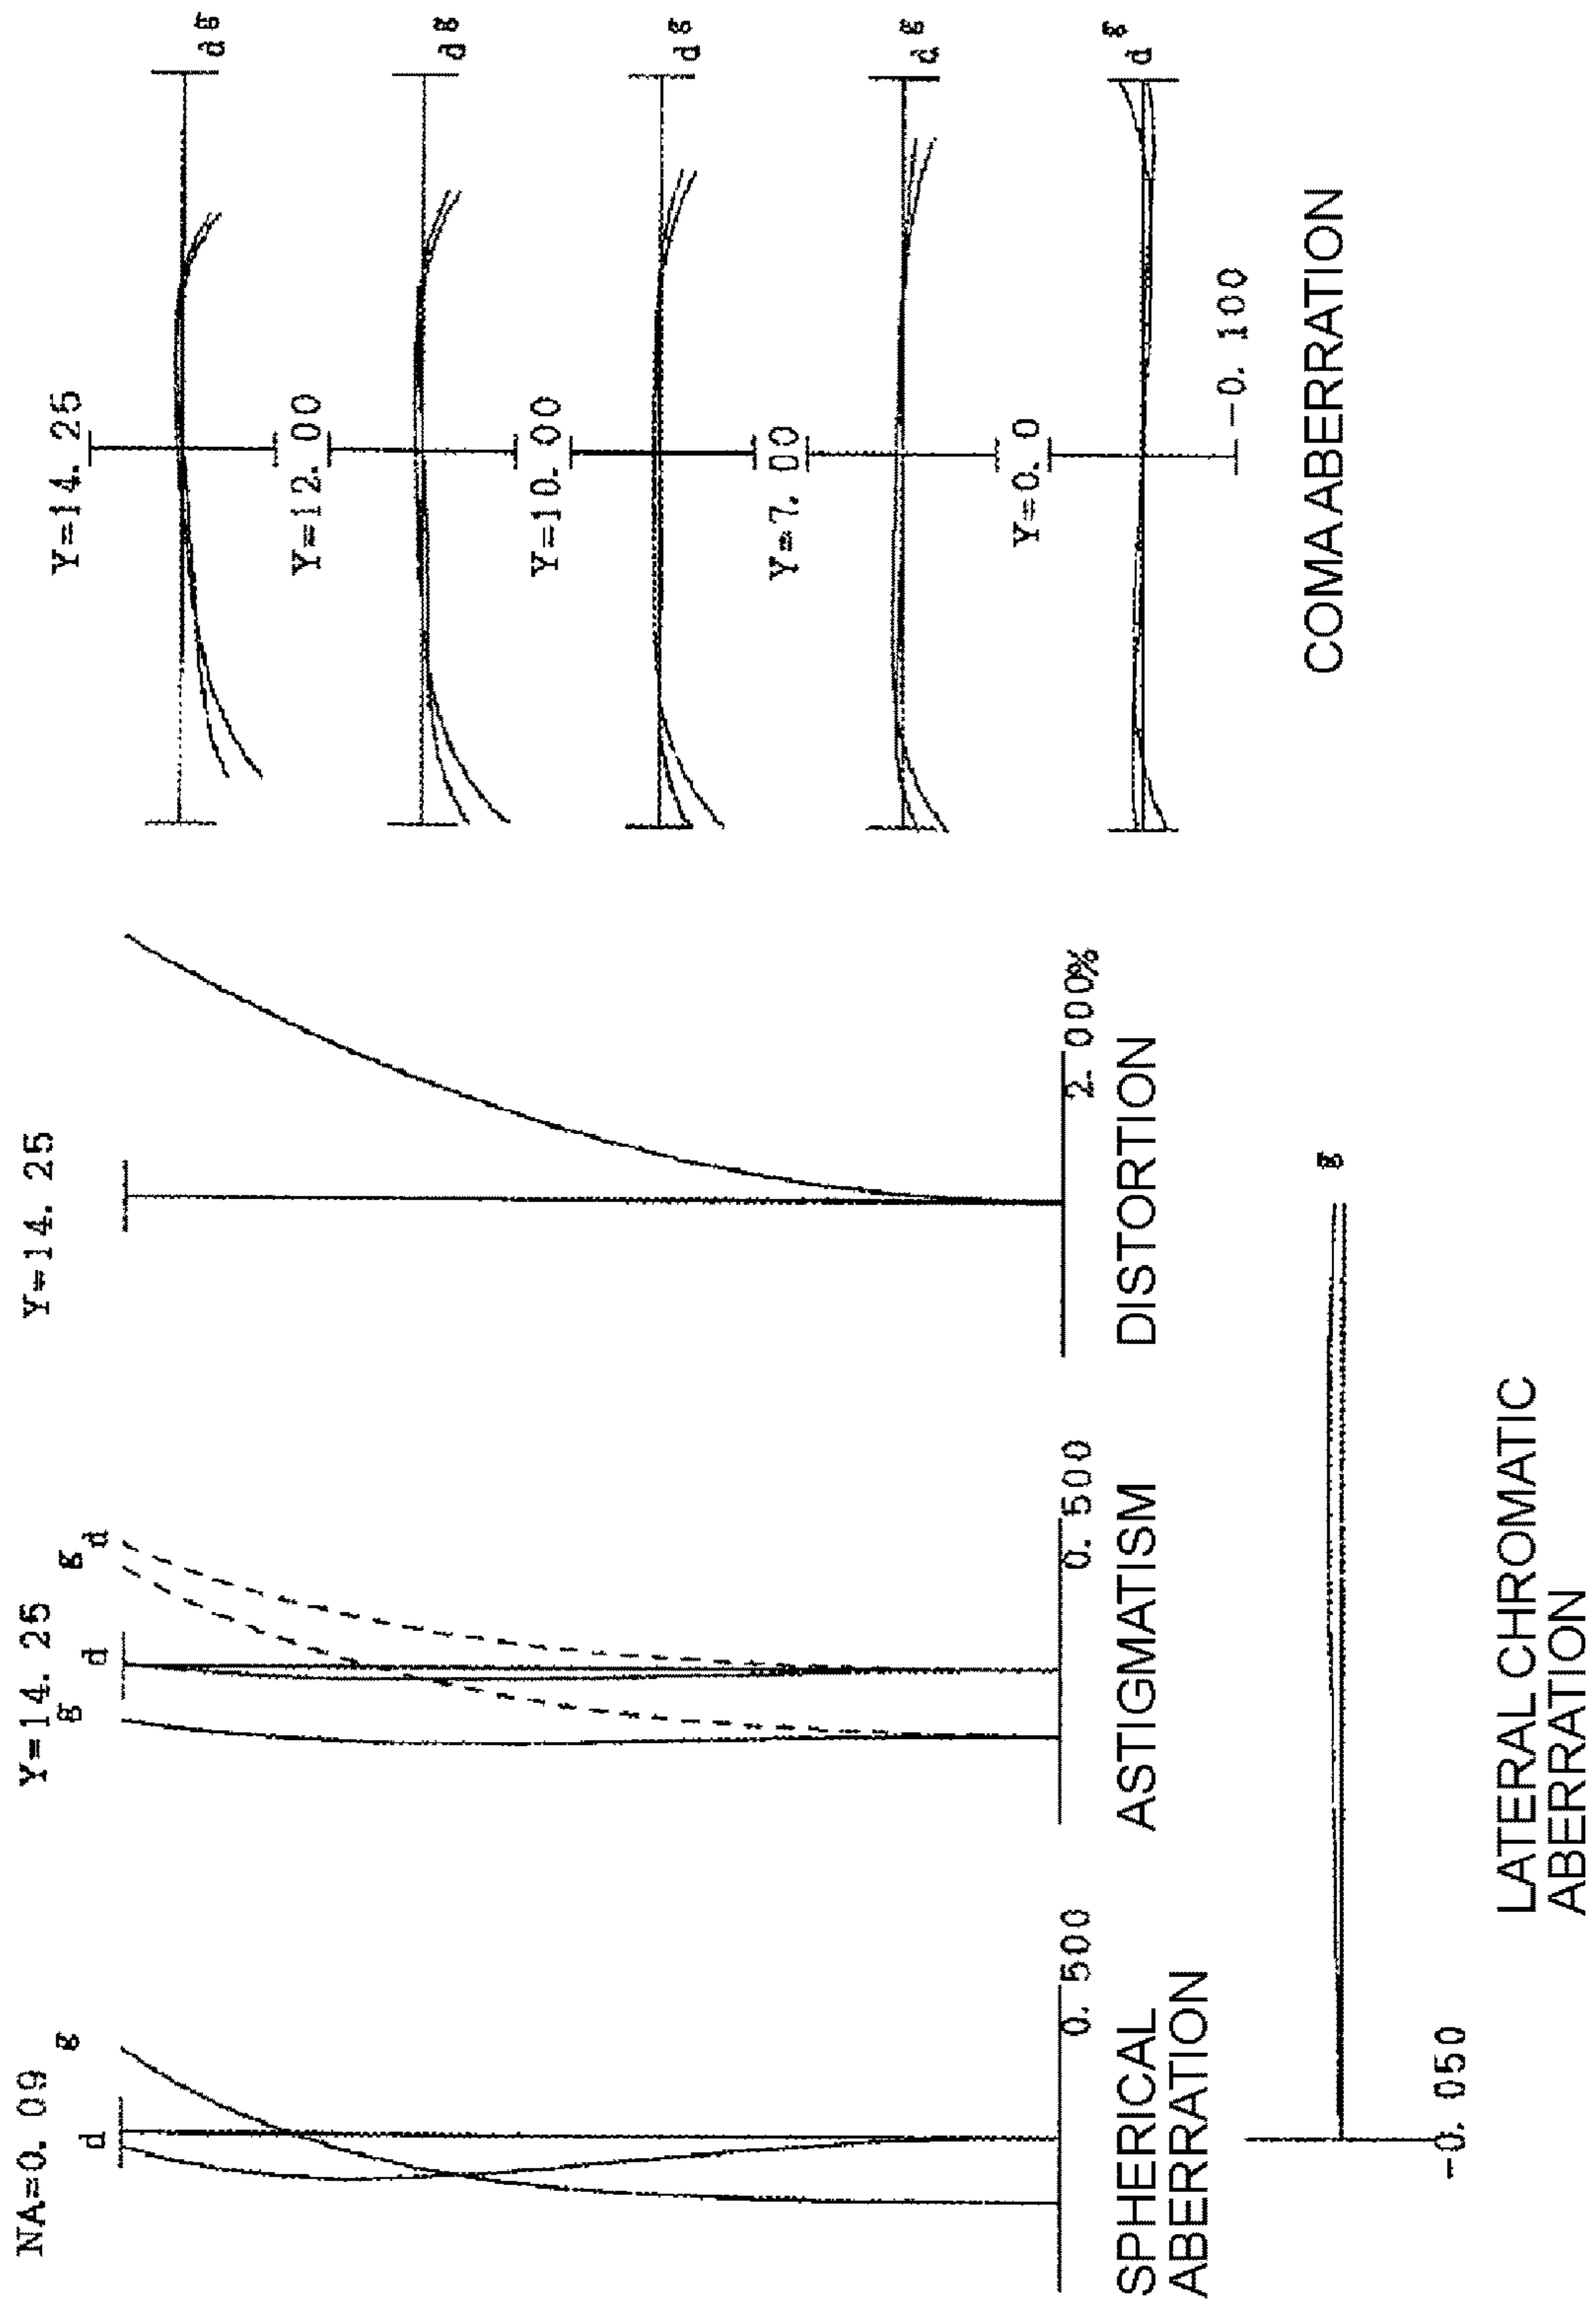 NA=0. 09
g
d
0. 500
SPHERICAL
ABERRATION
Y=14. 25
g
d
g
d
0. 500
ASTIGMATISM
Y=14. 25
2. 000%
DISTORTION
Y=14. 25
d g
Y=12. 00
d g
Y=10. 00
d g
Y=7. 00
d g
Y=0. 0
d g
-0. 100
COMA ABERRATION
g
-0. 050
LATERAL CHROMATIC
ABERRATION